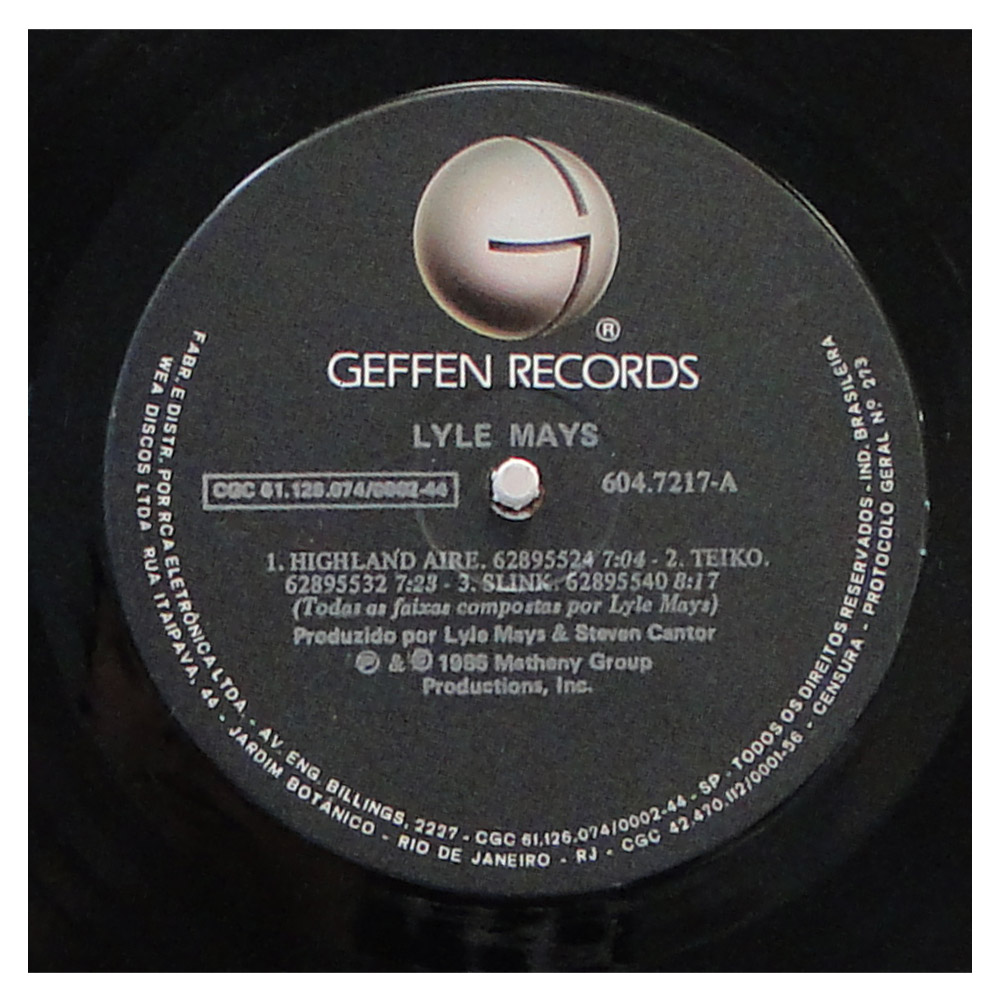 ®
GEFFEN RECORDS
LYLE MAYS
CGC 61.126.074/0002-44
604.7217-A
1. HIGHLAND AIRE. 62895524 7:04 - 2. TEIKO.
62895532 7:23 - 3. SLINK. 62895540 8:17
(Todas as faixas compostas por Lyle Mays)
Produzido por Lyle Mays & Steven Cantor
℗ & © 1986 Metheny Group
Productions, Inc.
FABR. E DISTR. POR RCA ELETRÔNICA LTDA. - AV. ENG. BILLINGS, 2227 - CGC 61.126.074/0002-44 - SP - TODOS OS DIREITOS RESERVADOS - IND. BRASILEIRA
WEA DISCOS LTDA RUA ITAIPAVA, 44 - JARDIM BOTÂNICO - RIO DE JANEIRO - RJ - CGC 42.470.112/0001-56 - CENSURA - PROTOCOLO GERAL Nº 273